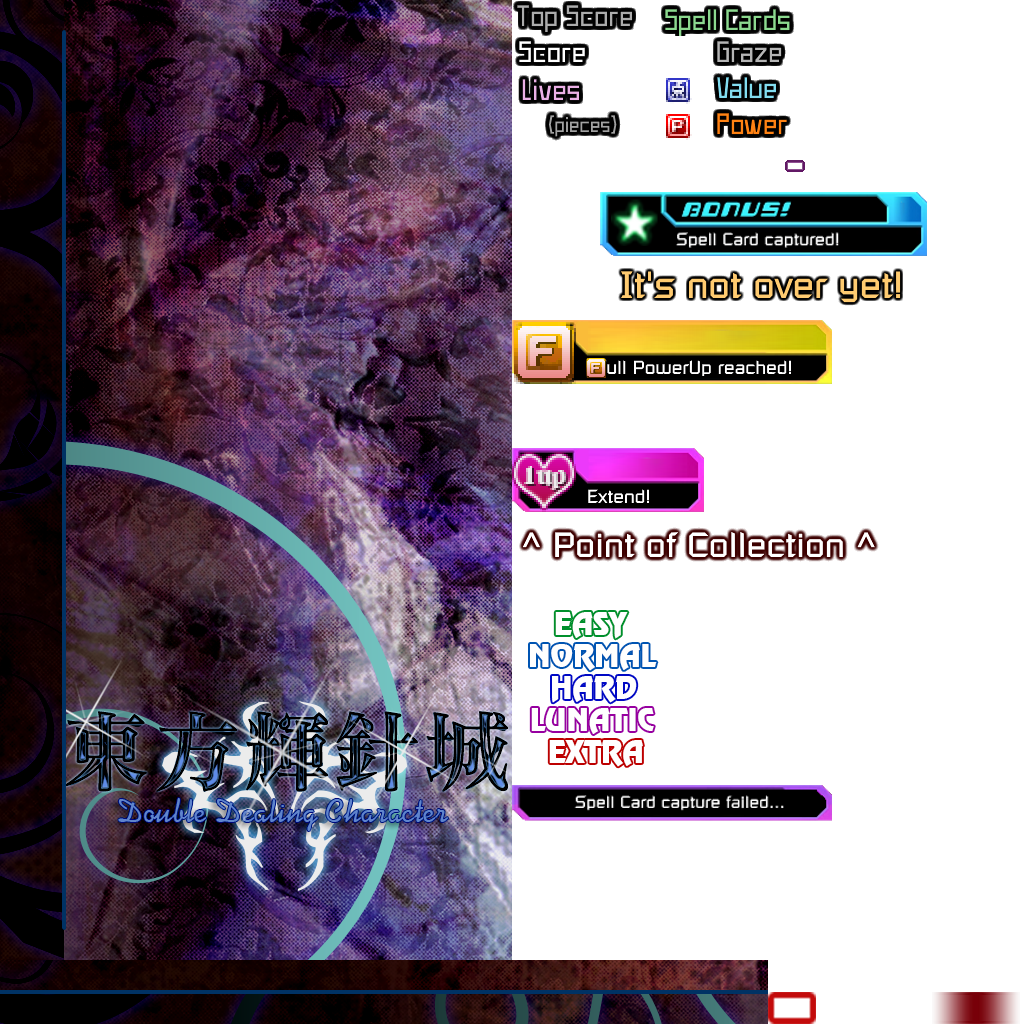 Top Score
Spell Cards
Score
Graze
Lives
Value
(pieces)
P
Power
BONUS!
Spell Card captured!
It's not over yet!
F
Full PowerUp reached!
1up
Extend!
^ Point of Collection ^
EASY
NORMAL
HARD
LUNATIC
EXTRA
東方輝針城
Double Dealing Character
Spell Card capture failed...